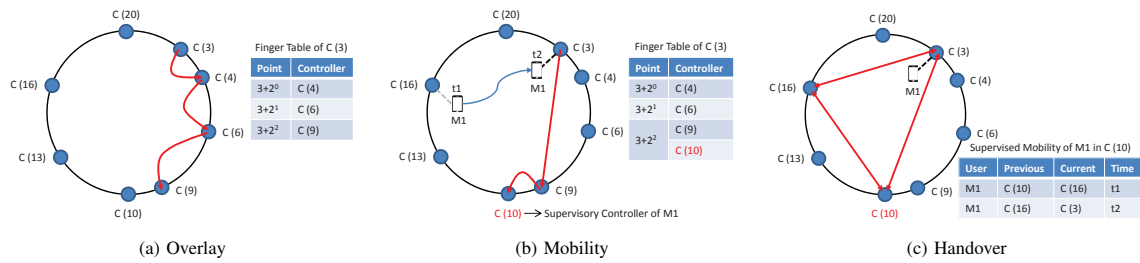 C (20)
C (3)
C (4)
C (6)
C (9)
C (10)
C (13)
C (16)
Finger Table of C (3)
Point Controller
3+2⁰ C (4)
3+2¹ C (6)
3+2² C (9)
(a) Overlay
C (20)
C (3)
C (4)
C (6)
C (9)
C (10) Supervisory Controller of M1
C (13)
C (16)
t1
M1
t2
M1
Finger Table of C (3)
Point Controller
3+2⁰ C (4)
3+2¹ C (6)
3+2² C (9)
C (10)
(b) Mobility
C (20)
C (3)
C (4)
C (6)
C (9)
C (10)
C (13)
C (16)
M1
Supervised Mobility of M1 in C (10)
User Previous Current Time
M1 C (10) C (16) t1
M1 C (16) C (3) t2
(c) Handover